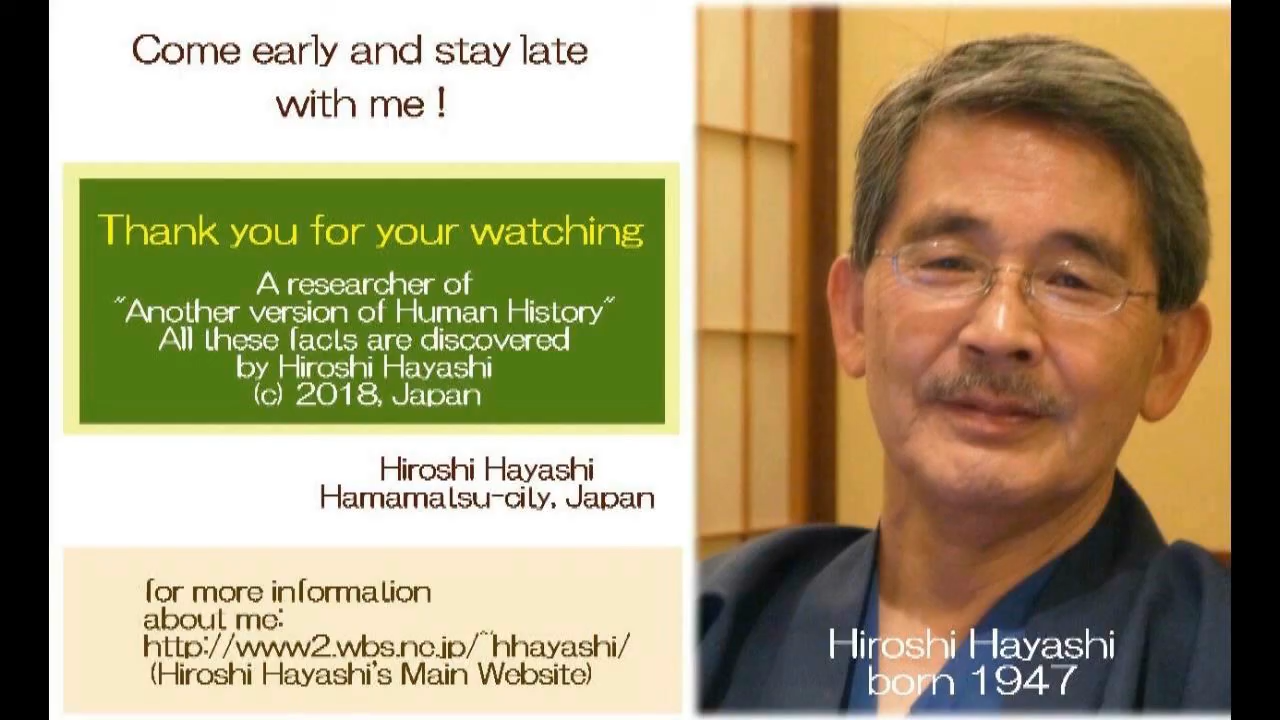 Come early and stay late
with me !
Thank you for your watching
A researcher of
"Another version of Human History"
All these facts are discovered
by Hiroshi Hayashi
(c) 2018, Japan
Hiroshi Hayashi
Hamamatsu-city, Japan
for more information
about me:
http://www2.wbs.ne.jp/~hhayashi/
(Hiroshi Hayashi's Main Website)
Hiroshi Hayashi
born 1947